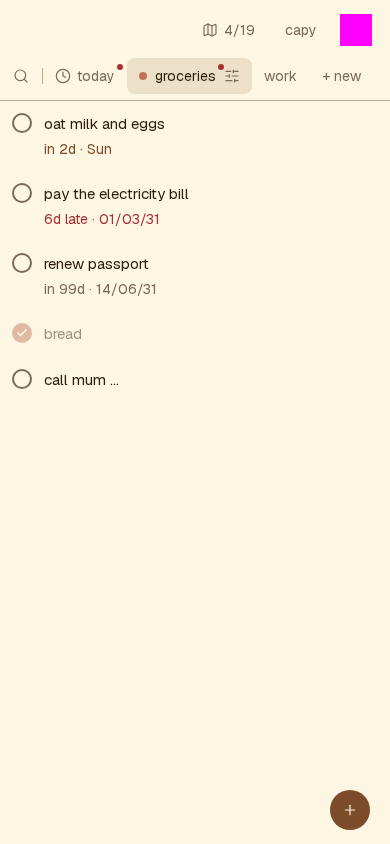 4/19 capy
today groceries work + new
oat milk and eggs
in 2d · Sun
pay the electricity bill
6d late · 01/03/31
renew passport
in 99d · 14/06/31
bread
call mum ...